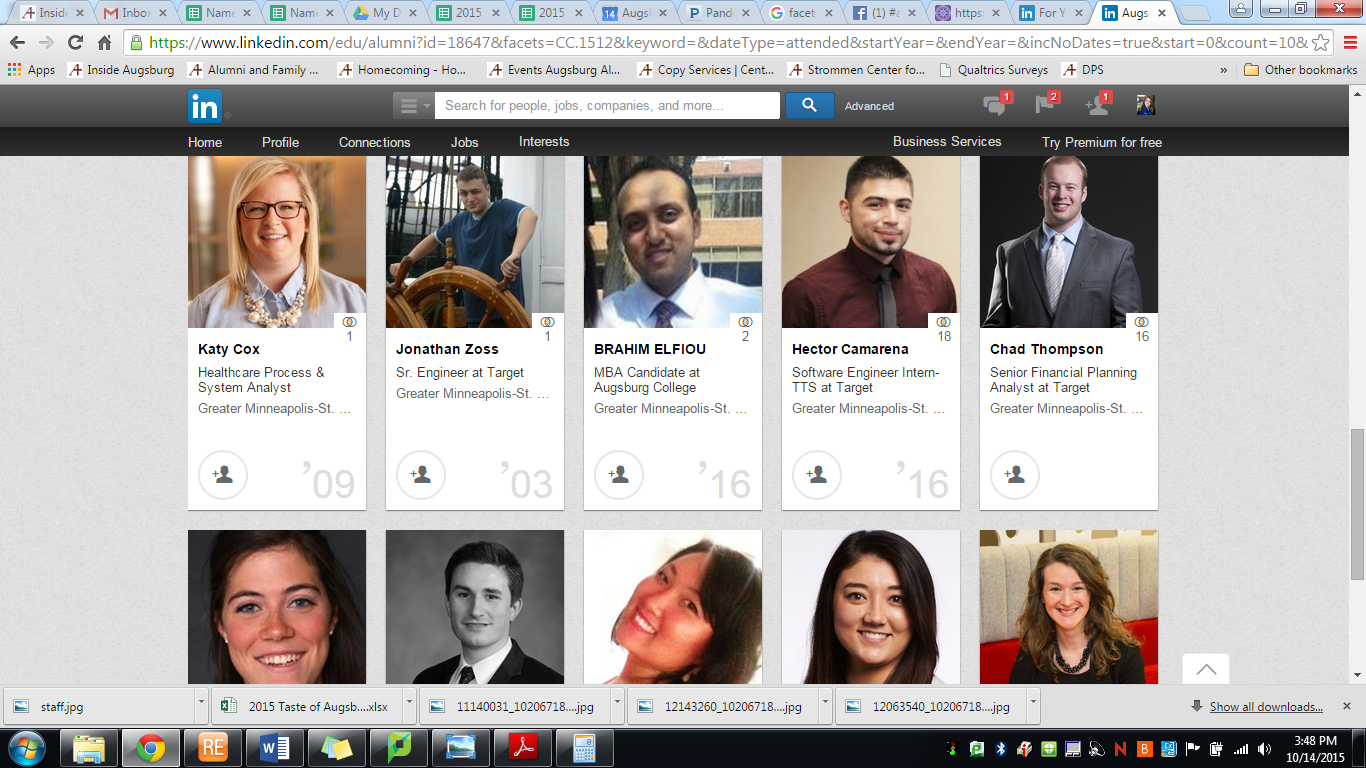 Inside
Inbox
Name
Name
My D
2015
2015
14 Augs
Pand
facet
(1) #a
https:
For Y
Augs
https://www.linkedin.com/edu/alumni?id=18647&facets=CC.1512&keyword=&dateType=attended&startYear=&endYear=&incNoDates=true&start=0&count=10&
Apps Inside Augsburg Alumni and Family ... Homecoming - Ho... Events Augsburg Al... Copy Services | Cent... Strommen Center fo... Qualtrics Surveys DPS » Other bookmarks
in Search for people, jobs, companies, and more... Advanced 1 2 1
Home Profile Connections Jobs Interests Business Services Try Premium for free
1
Katy Cox
Healthcare Process &
System Analyst
Greater Minneapolis-St. ...
'09
1
Jonathan Zoss
Sr. Engineer at Target
Greater Minneapolis-St. ...
'03
2
BRAHIM ELFIOU
MBA Candidate at
Augsburg College
Greater Minneapolis-St. ...
'16
18
Hector Camarena
Software Engineer Intern-
TTS at Target
Greater Minneapolis-St. ...
'16
16
Chad Thompson
Senior Financial Planning
Analyst at Target
Greater Minneapolis-St. ...
staff.jpg 2015 Taste of Augsb....xlsx 11140031_10206718....jpg 12143260_10206718....jpg 12063540_10206718....jpg Show all downloads...
RE
3:48 PM
10/14/2015